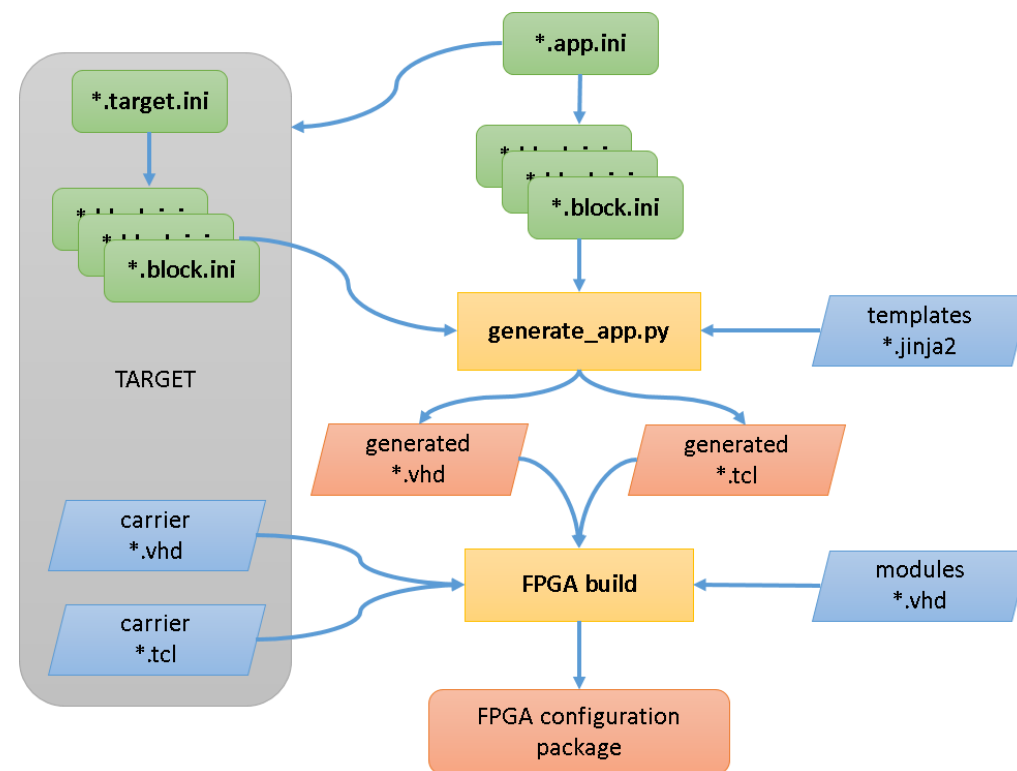 *.app.ini
*.target.ini
*.block.ini
*.block.ini
generate_app.py
templates
*.jinja2
TARGET
generated
*.vhd
generated
*.tcl
carrier
*.vhd
FPGA build
modules
*.vhd
carrier
*.tcl
FPGA configuration
package